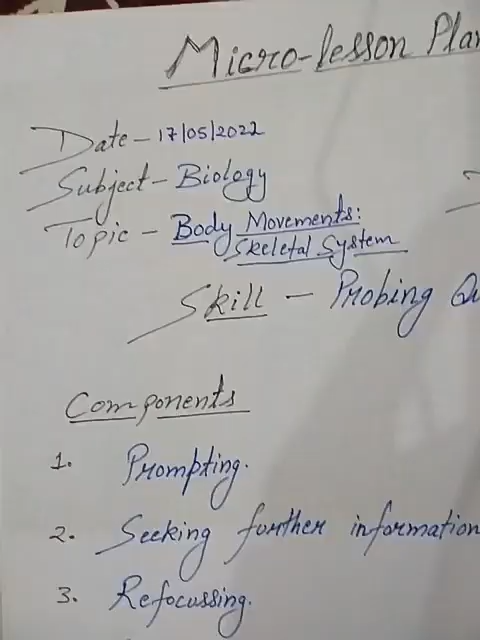 Micro-lesson Plan
Date - 17/05/2022
Subject - Biology
Topic - Body Movements:
Skeletal System
Skill - Probing
Components
1. Prompting.
2. Seeking further information
3. Refocussing.